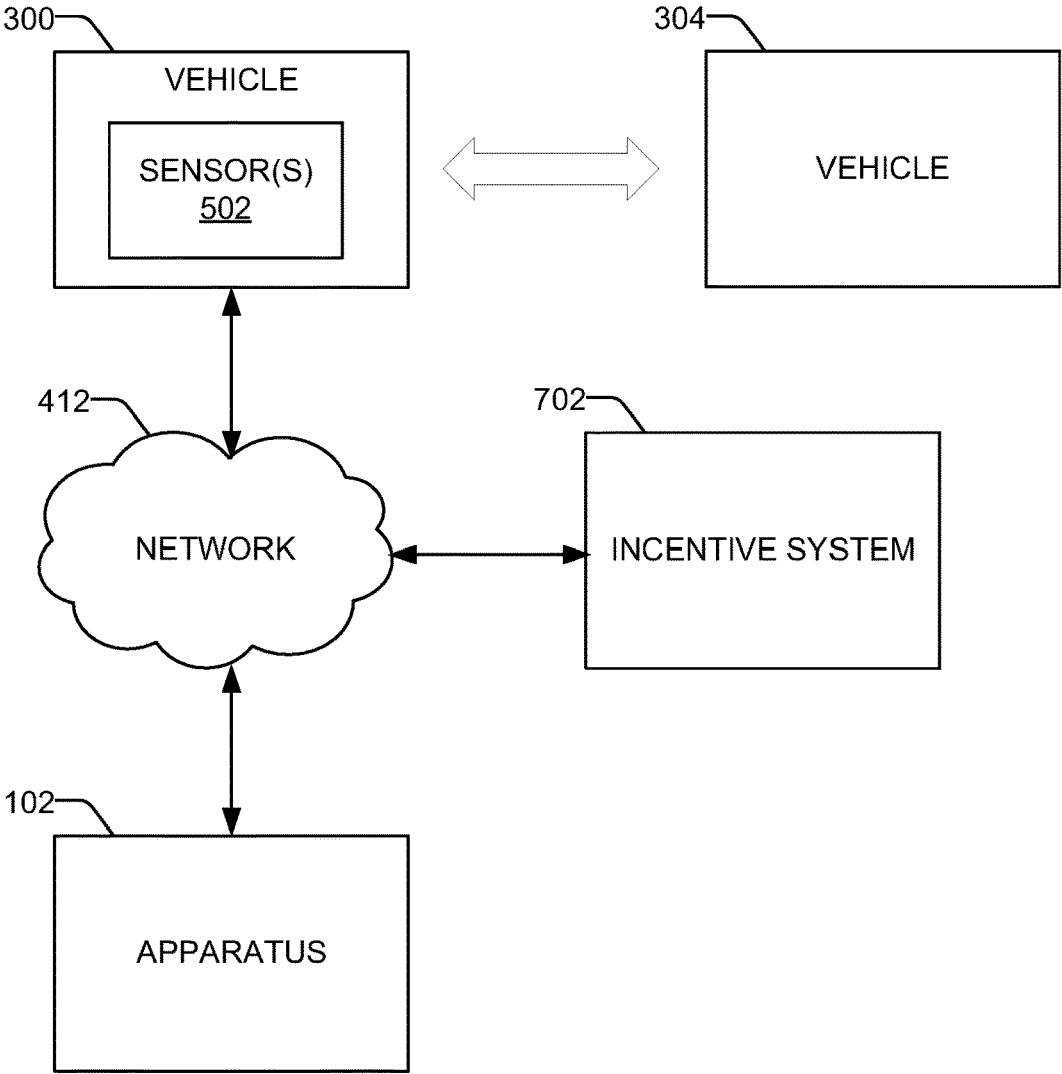 300
VEHICLE
SENSOR(S)
502
304
VEHICLE
412
NETWORK
702
INCENTIVE SYSTEM
102
APPARATUS